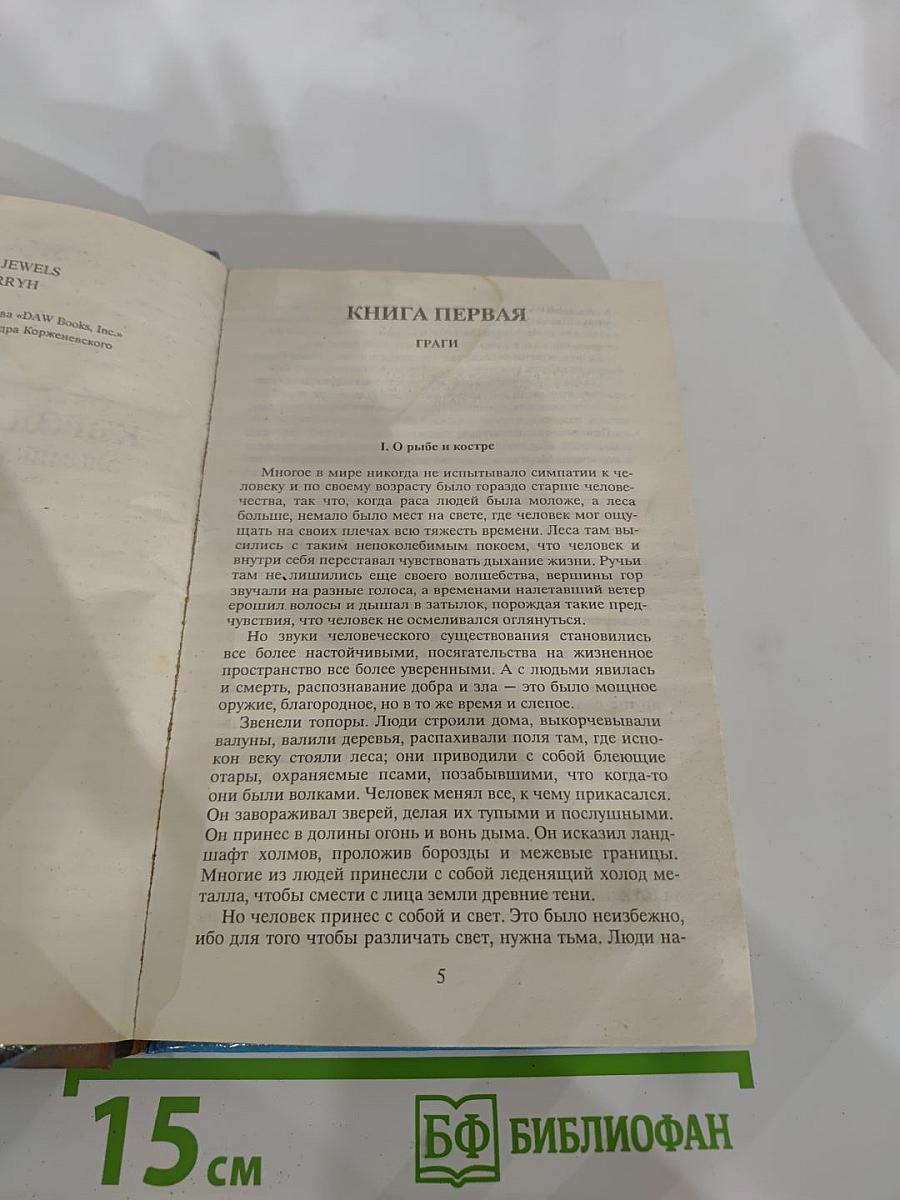 JEWELS
RRYH
ва «DAW Books, Inc.»
дра Корженевского
КНИГА ПЕРВАЯ
ГРАГИ
I. О рыбе и костре
Многое в мире никогда не испытывало симпатии к че-
ловеку и по своему возрасту было гораздо старше челове-
чества, так что, когда раса людей была моложе, а леса
больше, немало было мест на свете, где человек мог ощу-
щать на своих плечах всю тяжесть времени. Леса там вы-
сились с таким непоколебимым покоем, что человек и
внутри себя переставал чувствовать дыхание жизни. Ручьи
там не лишились еще своего волшебства, вершины гор
звучали на разные голоса, а временами налетавший ветер
ерошил волосы и дышал в затылок, порождая такие пред-
чувствия, что человек не осмеливался оглянуться.
Но звуки человеческого существования становились
все более настойчивыми, посягательства на жизненное
пространство все более уверенными. А с людьми явилась
и смерть, распознавание добра и зла — это было мощное
оружие, благородное, но в то же время и слепое.
Звенели топоры. Люди строили дома, выкорчевывали
валуны, валили деревья, распахивали поля там, где испо-
кон веку стояли леса; они приводили с собой блеющие
отары, охраняемые псами, позабывшими, что когда-то
они были волками. Человек менял все, к чему прикасался.
Он завораживал зверей, делая их тупыми и послушными.
Он принес в долины огонь и вонь дыма. Он исказил ланд-
шафт холмов, проложив борозды и межевые границы.
Многие из людей принесли с собой леденящий холод ме-
талла, чтобы смести с лица земли древние тени.
Но человек принес с собой и свет. Это было неизбежно,
ибо для того чтобы различать свет, нужна тьма. Люди на-
5
15 см
БФ БИБЛИОФАН